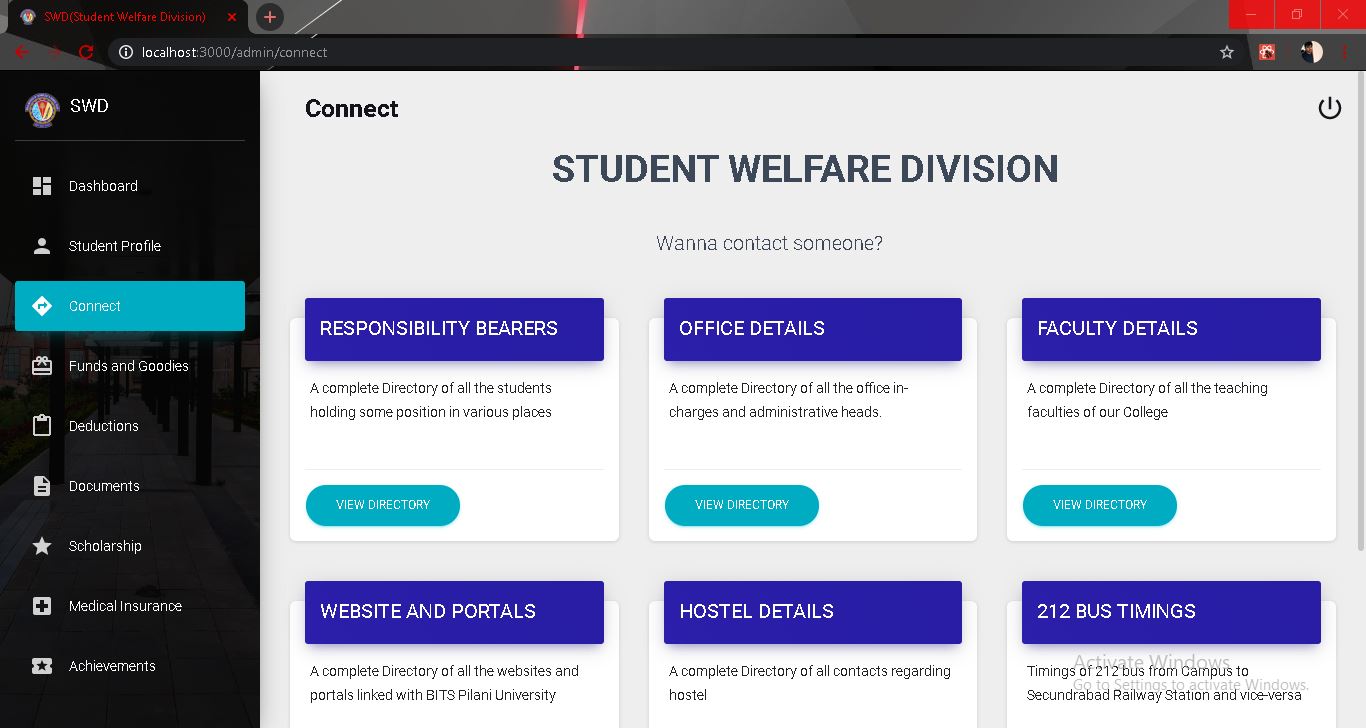 SWD(Student Welfare Division)
localhost:3000/admin/connect
SWD
Dashboard
Student Profile
Connect
Funds and Goodies
Deductions
Documents
Scholarship
Medical Insurance
Achievements
Connect
STUDENT WELFARE DIVISION
Wanna contact someone?
RESPONSIBILITY BEARERS
A complete Directory of all the students
holding some position in various places
VIEW DIRECTORY
OFFICE DETAILS
A complete Directory of all the office in-
charges and administrative heads.
VIEW DIRECTORY
FACULTY DETAILS
A complete Directory of all the teaching
faculties of our College
VIEW DIRECTORY
WEBSITE AND PORTALS
A complete Directory of all the websites and
portals linked with BITS Pilani University
HOSTEL DETAILS
A complete Directory of all contacts regarding
hostel
212 BUS TIMINGS
Timings of 212 bus from Campus to
Secundrabad Railway Station and vice-versa
Activate Windows
Go to Settings to activate Windows.